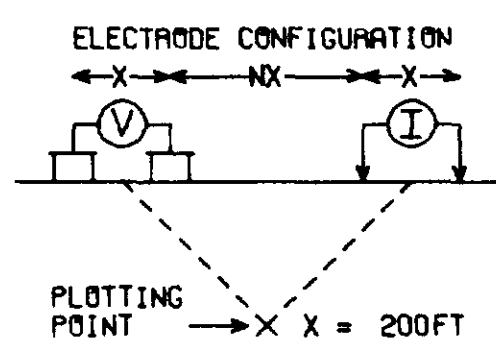 ELECTRODE CONFIGURATION
X NX X
V I
PLOTTING
POINT X X = 200FT